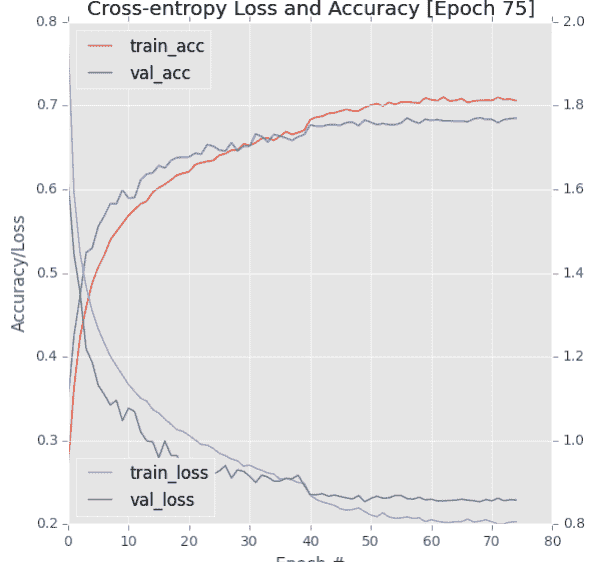 Cross-entropy Loss and Accuracy [Epoch 75]
0.8 2.0
train_acc
val_acc
0.7 1.8
0.6 1.6
0.5 1.4
Accuracy/Loss
0.4 1.2
0.3 1.0
train_loss
val_loss
0.2 0.8
0 10 20 30 40 50 60 70 80
Epoch #